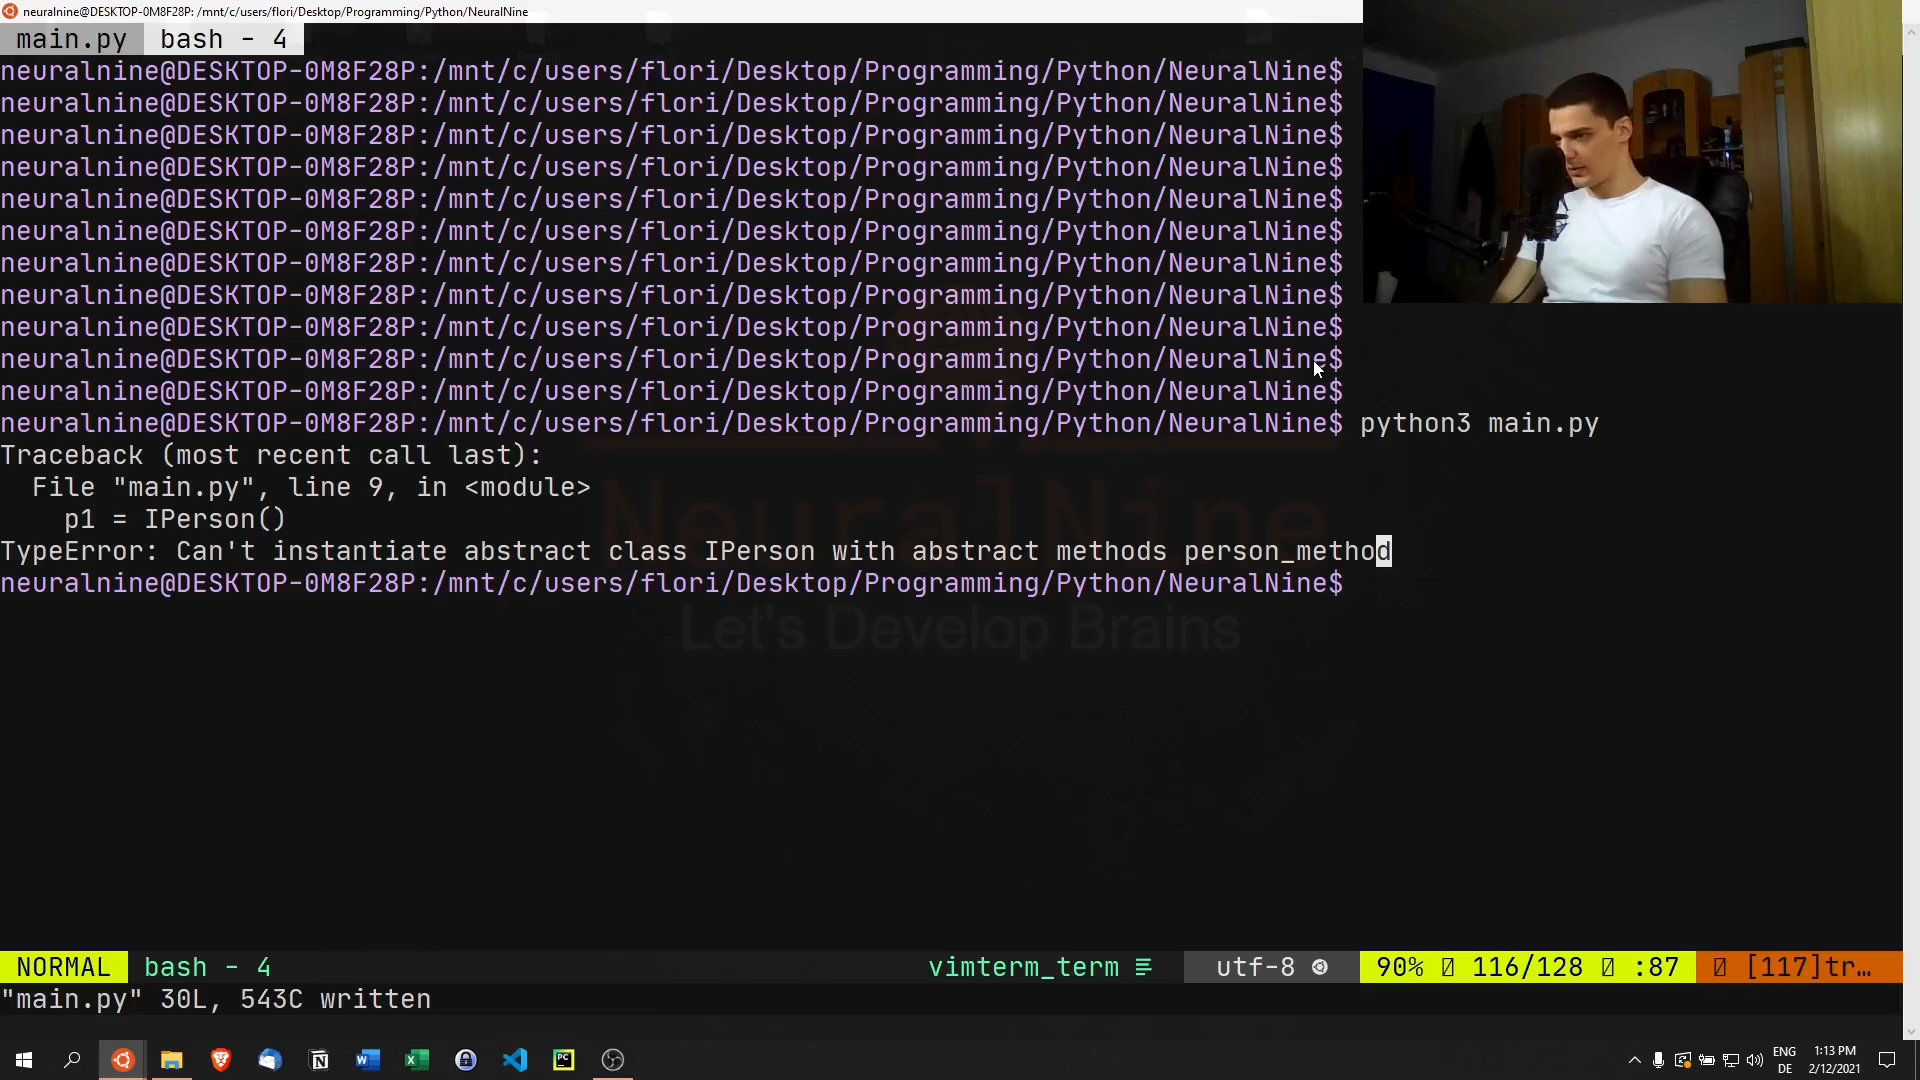 neuralnine@DESKTOP-0M8F28P: /mnt/c/users/flori/Desktop/Programming/Python/NeuralNine
main.py bash - 4
neuralnine@DESKTOP-0M8F28P:/mnt/c/users/flori/Desktop/Programming/Python/NeuralNine$
neuralnine@DESKTOP-0M8F28P:/mnt/c/users/flori/Desktop/Programming/Python/NeuralNine$
neuralnine@DESKTOP-0M8F28P:/mnt/c/users/flori/Desktop/Programming/Python/NeuralNine$
neuralnine@DESKTOP-0M8F28P:/mnt/c/users/flori/Desktop/Programming/Python/NeuralNine$
neuralnine@DESKTOP-0M8F28P:/mnt/c/users/flori/Desktop/Programming/Python/NeuralNine$
neuralnine@DESKTOP-0M8F28P:/mnt/c/users/flori/Desktop/Programming/Python/NeuralNine$
neuralnine@DESKTOP-0M8F28P:/mnt/c/users/flori/Desktop/Programming/Python/NeuralNine$
neuralnine@DESKTOP-0M8F28P:/mnt/c/users/flori/Desktop/Programming/Python/NeuralNine$
neuralnine@DESKTOP-0M8F28P:/mnt/c/users/flori/Desktop/Programming/Python/NeuralNine$
neuralnine@DESKTOP-0M8F28P:/mnt/c/users/flori/Desktop/Programming/Python/NeuralNine$
neuralnine@DESKTOP-0M8F28P:/mnt/c/users/flori/Desktop/Programming/Python/NeuralNine$
neuralnine@DESKTOP-0M8F28P:/mnt/c/users/flori/Desktop/Programming/Python/NeuralNine$ python3 main.py
Traceback (most recent call last):
  File "main.py", line 9, in <module>
    p1 = IPerson()
NeuralNine
TypeError: Can't instantiate abstract class IPerson with abstract methods person_method
neuralnine@DESKTOP-0M8F28P:/mnt/c/users/flori/Desktop/Programming/Python/NeuralNine$
Let's Develop Brains
NORMAL bash - 4 vimterm_term utf-8 90% 116/128 :87 [117]tr…
"main.py" 30L, 543C written
ENG 1:13 PM
DE 2/12/2021